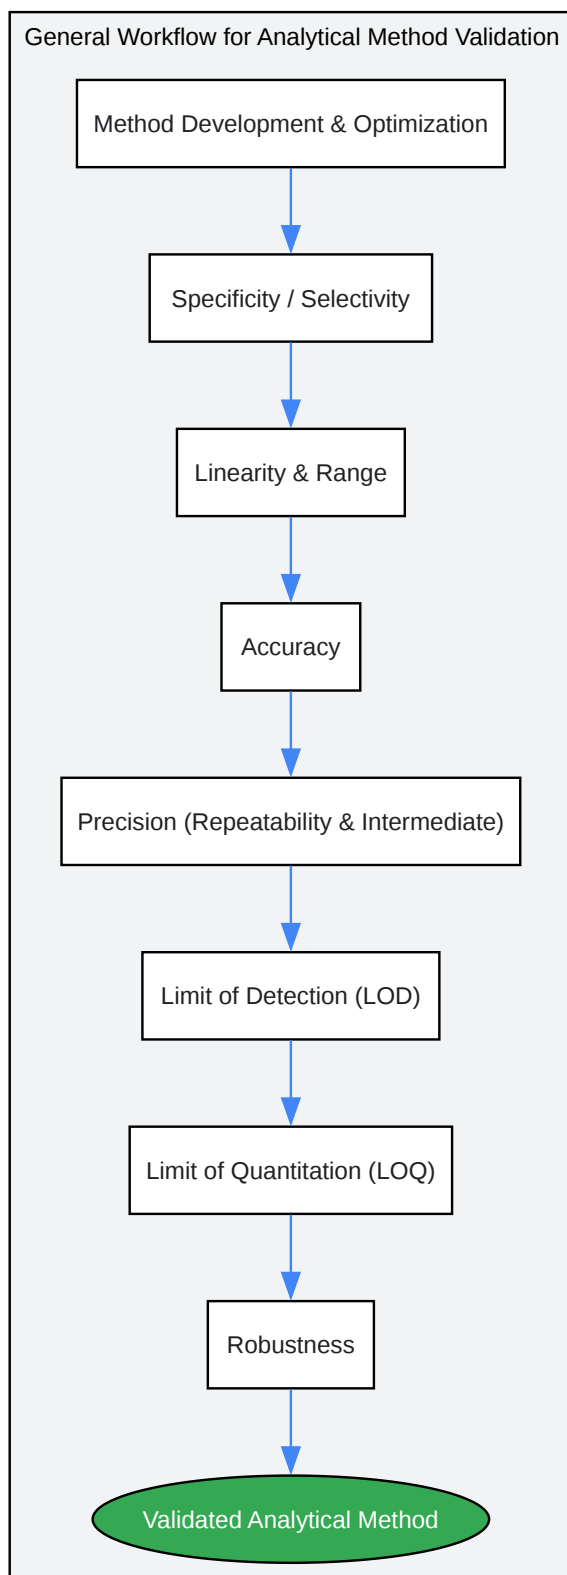 General Workflow for Analytical Method Validation
Method Development & Optimization
Specificity / Selectivity
Linearity & Range
Accuracy
Precision (Repeatability & Intermediate)
Limit of Detection (LOD)
Limit of Quantitation (LOQ)
Robustness
Validated Analytical Method